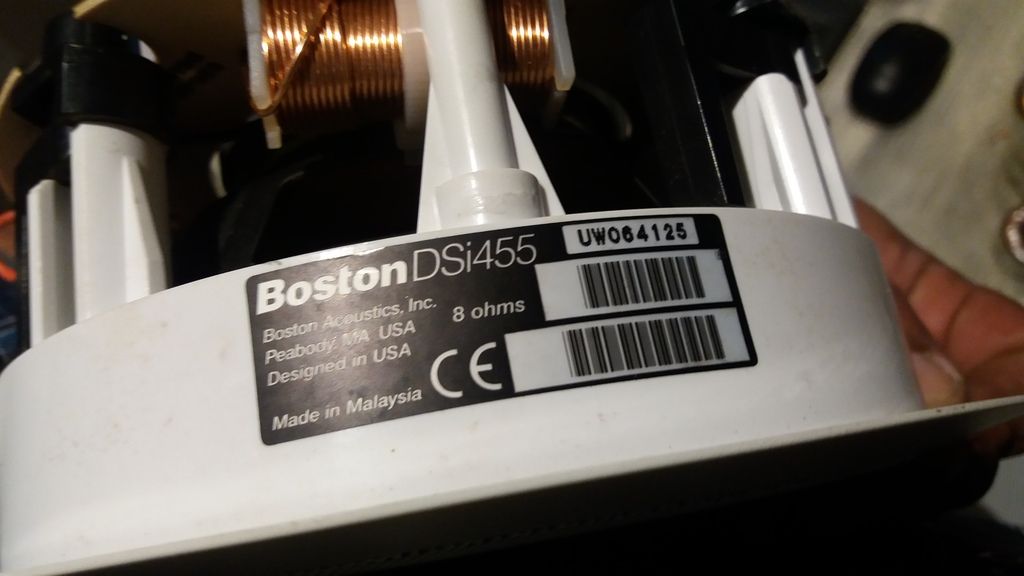 Boston DSi455
UW064125
Boston Acoustics, Inc.
Peabody MA USA
Designed in USA
8 ohms
CE
Made in Malaysia